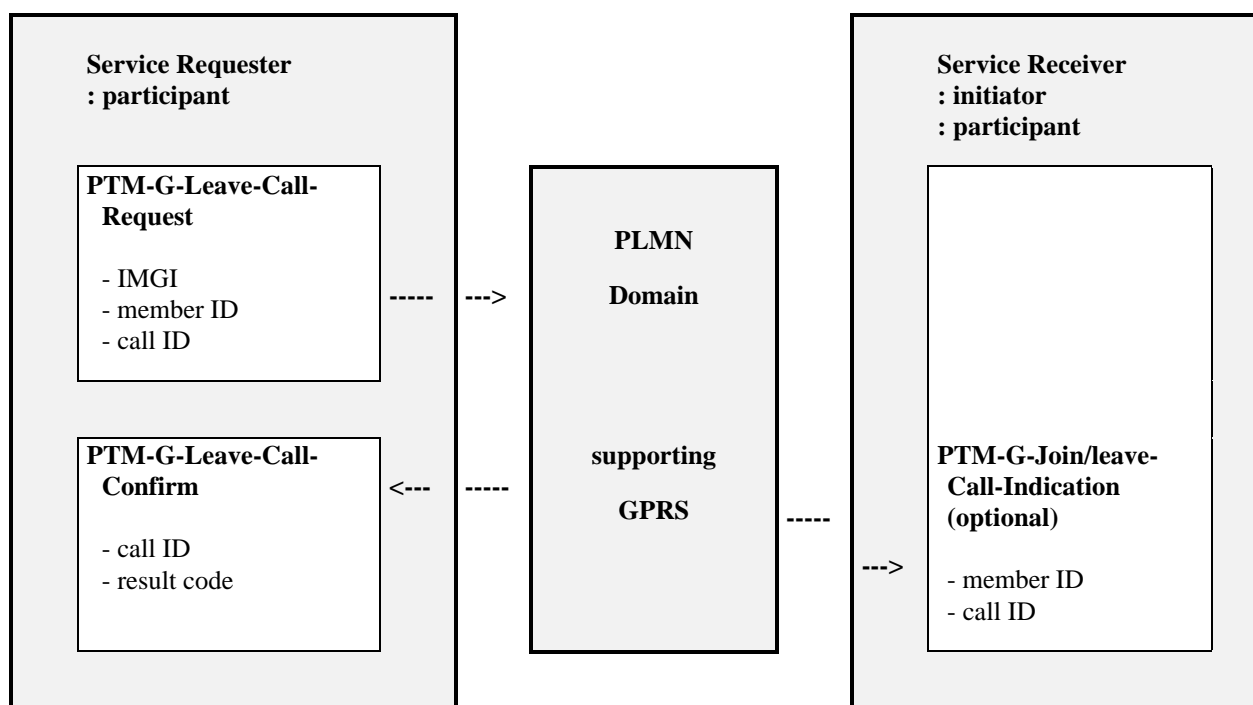 Service Requester
: participant
PTM-G-Leave-Call-
Request
- IMGI
- member ID
- call ID
----- --->
PTM-G-Leave-Call-
Confirm
<--- -----
- call ID
- result code
PLMN
Domain
supporting
GPRS
-----
--->
Service Receiver
: initiator
: participant
PTM-G-Join/leave-
Call-Indication
(optional)
- member ID
- call ID